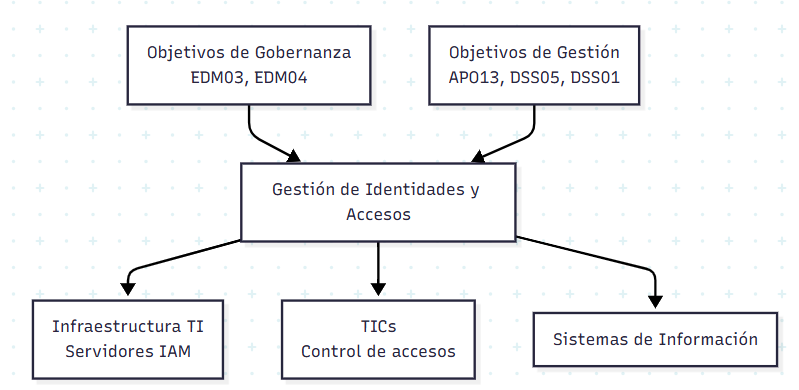 Objetivos de Gobernanza
EDM03, EDM04
Objetivos de Gestión
APO13, DSS05, DSS01
Gestión de Identidades y
Accesos
Infraestructura TI
Servidores IAM
TICs
Control de accesos
Sistemas de Información